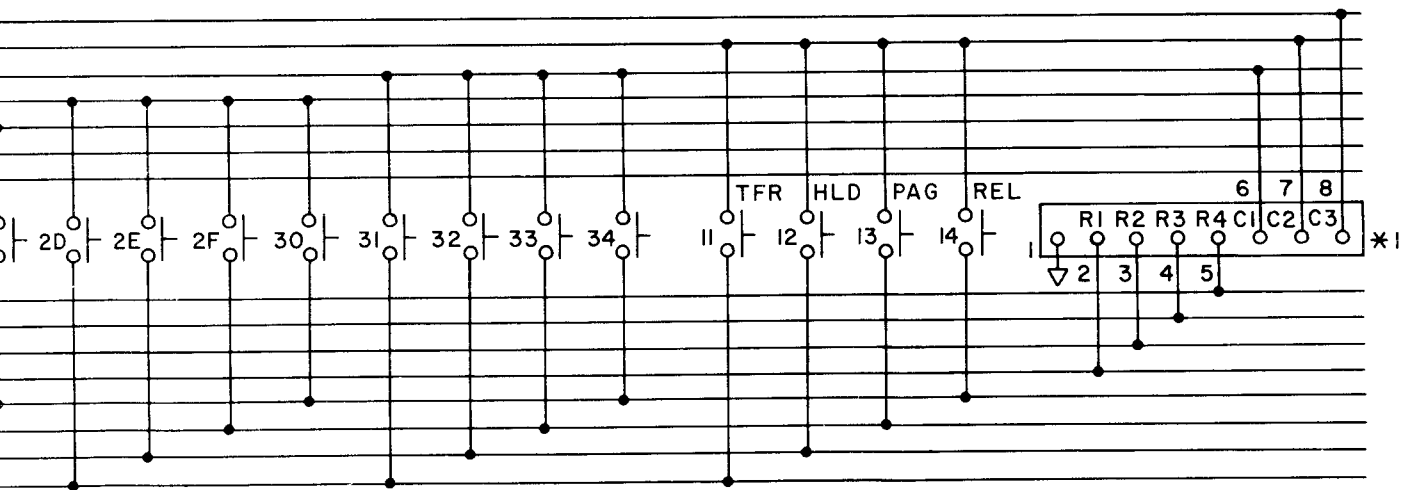 TFR HLD PAG REL
6 7 8
R1 R2 R3 R4 C1 C2 C3
2D 2E 2F 30 31 32 33 34 11 12 13 14 1 *1
2 3 4 5